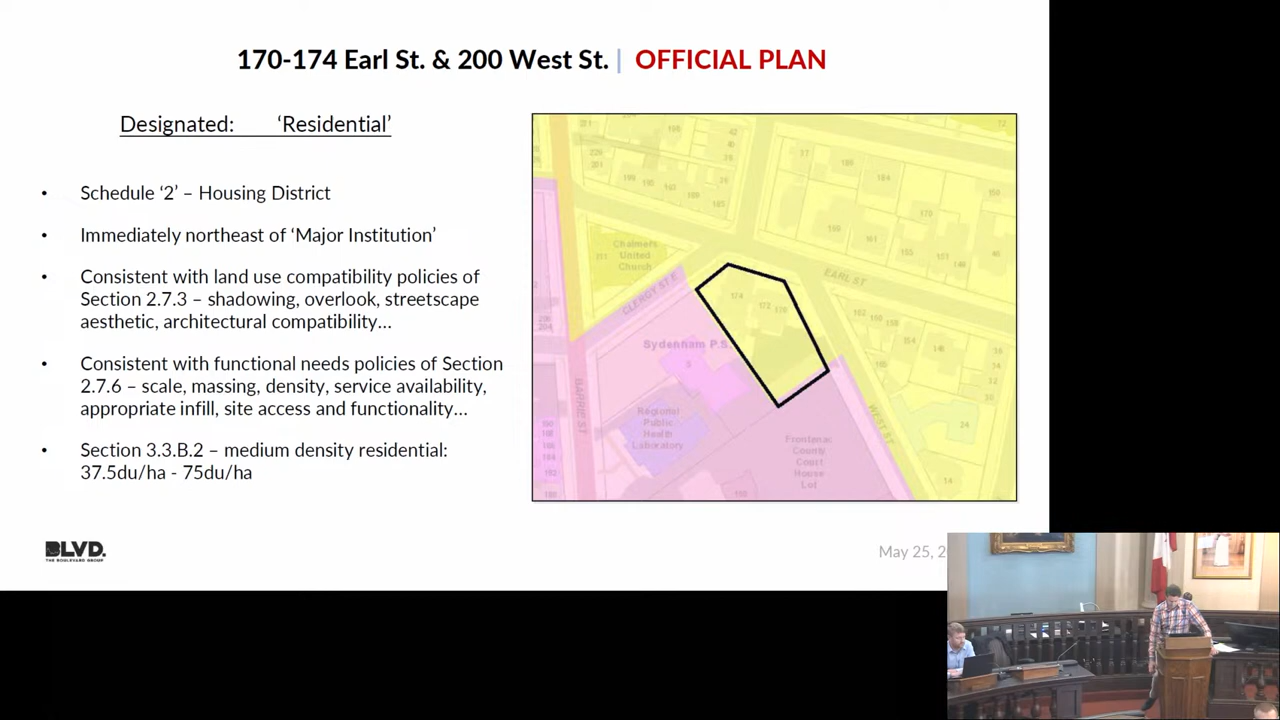 170-174 Earl St. & 200 West St. | OFFICIAL PLAN
Designated: ‘Residential’
• Schedule ‘2’ – Housing District
• Immediately northeast of ‘Major Institution’
• Consistent with land use compatibility policies of
Section 2.7.3 – shadowing, overlook, streetscape
aesthetic, architectural compatibility...
• Consistent with functional needs policies of Section
2.7.6 – scale, massing, density, service availability,
appropriate infill, site access and functionality...
• Section 3.3.B.2 – medium density residential:
37.5du/ha - 75du/ha
Chalmers
United
Church
CLERGY ST E
EARL ST
174
172
170
Sydenham P.S.
BARRIE ST
WEST ST
Regional
Public
Health
Laboratory
Frontenac
County
Court
House
Lot
BLVD.
THE BOULEVARD GROUP
May 25, 2